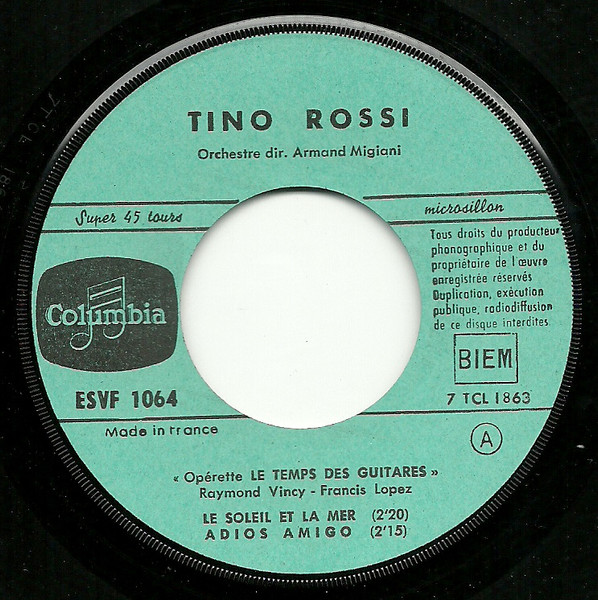 TINO ROSSI
Orchestre dir. Armand Migiani
Super 45 tours
microsillon
Tous droits du producteur
phonographique et du
propriétaire de l'œuvre
enregistrée réservés
Duplication, exécution
publique, radiodiffusion
de ce disque interdites.
Columbia
BIEM
ESVF 1064
7 TCL 1863
Made in France
A
« Opérette LE TEMPS DES GUITARES »
Raymond Vincy - Francis Lopez
LE SOLEIL ET LA MER (2'20)
ADIOS AMIGO (2'15)